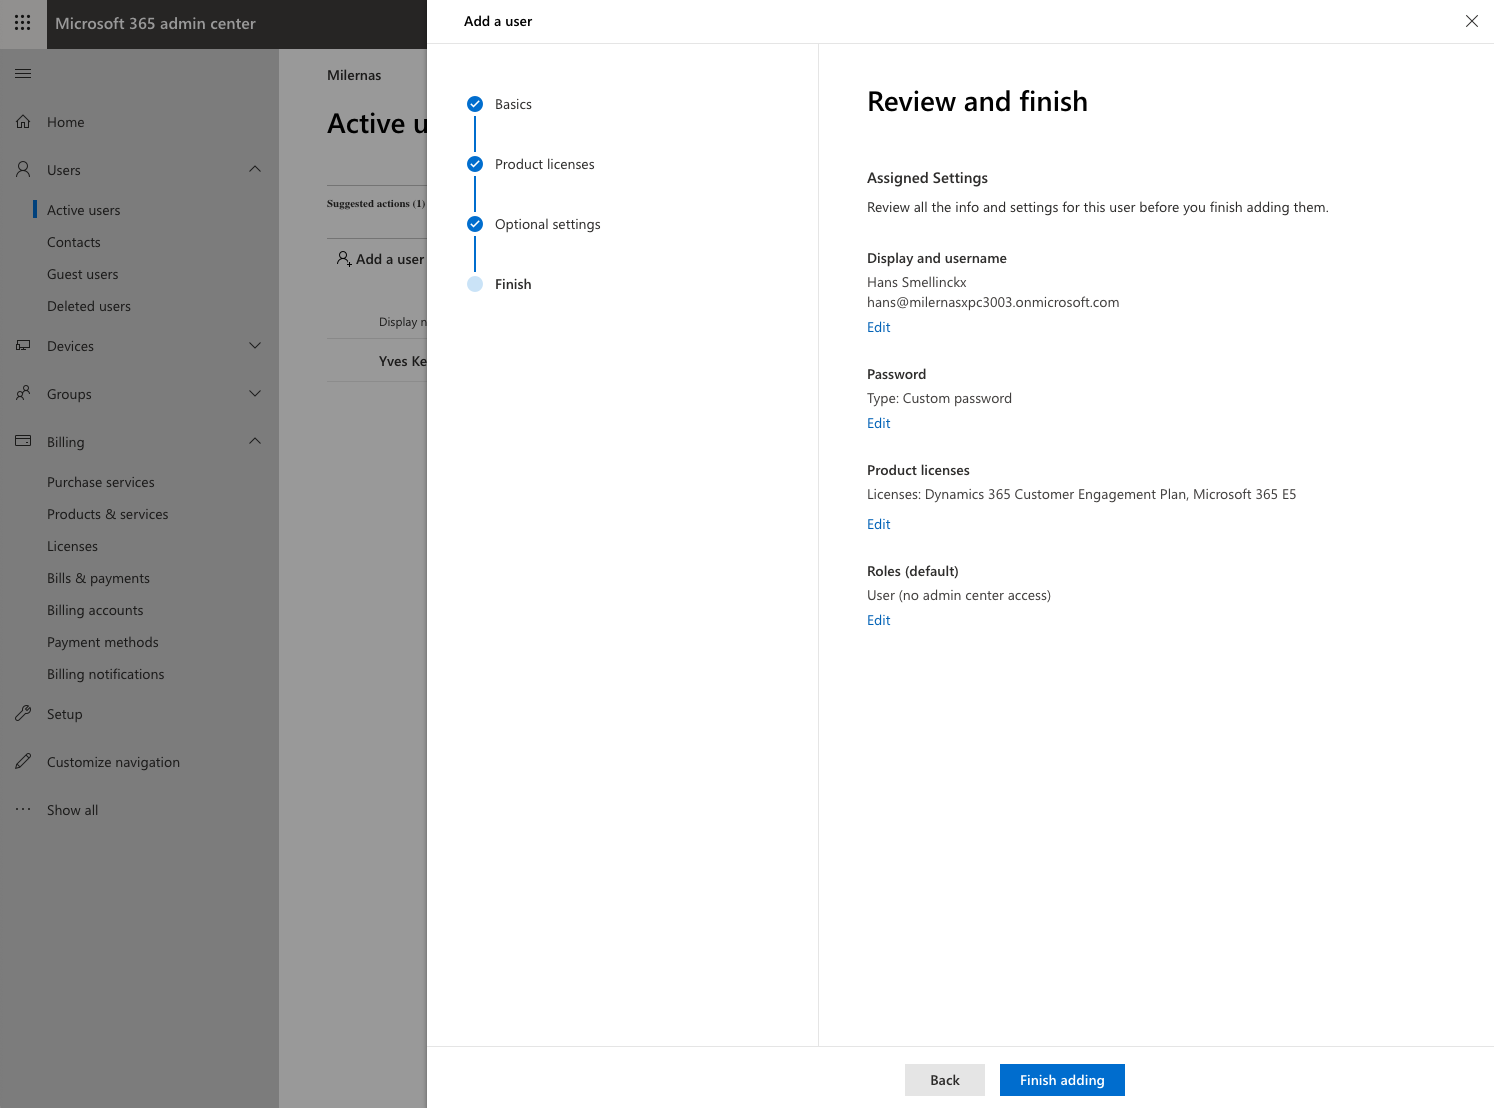 Microsoft 365 admin center
Home
Users
Active users
Contacts
Guest users
Deleted users
Devices
Groups
Billing
Purchase services
Products & services
Licenses
Bills & payments
Billing accounts
Payment methods
Billing notifications
Setup
Customize navigation
Show all
Milernas
Active u
Suggested actions (1)
Add a user
Display n
Yves Ke
Add a user
Basics
Product licenses
Optional settings
Finish
Review and finish
Assigned Settings
Review all the info and settings for this user before you finish adding them.
Display and username
Hans Smellinckx
hans@milernasxpc3003.onmicrosoft.com
Edit
Password
Type: Custom password
Edit
Product licenses
Licenses: Dynamics 365 Customer Engagement Plan, Microsoft 365 E5
Edit
Roles (default)
User (no admin center access)
Edit
Back
Finish adding